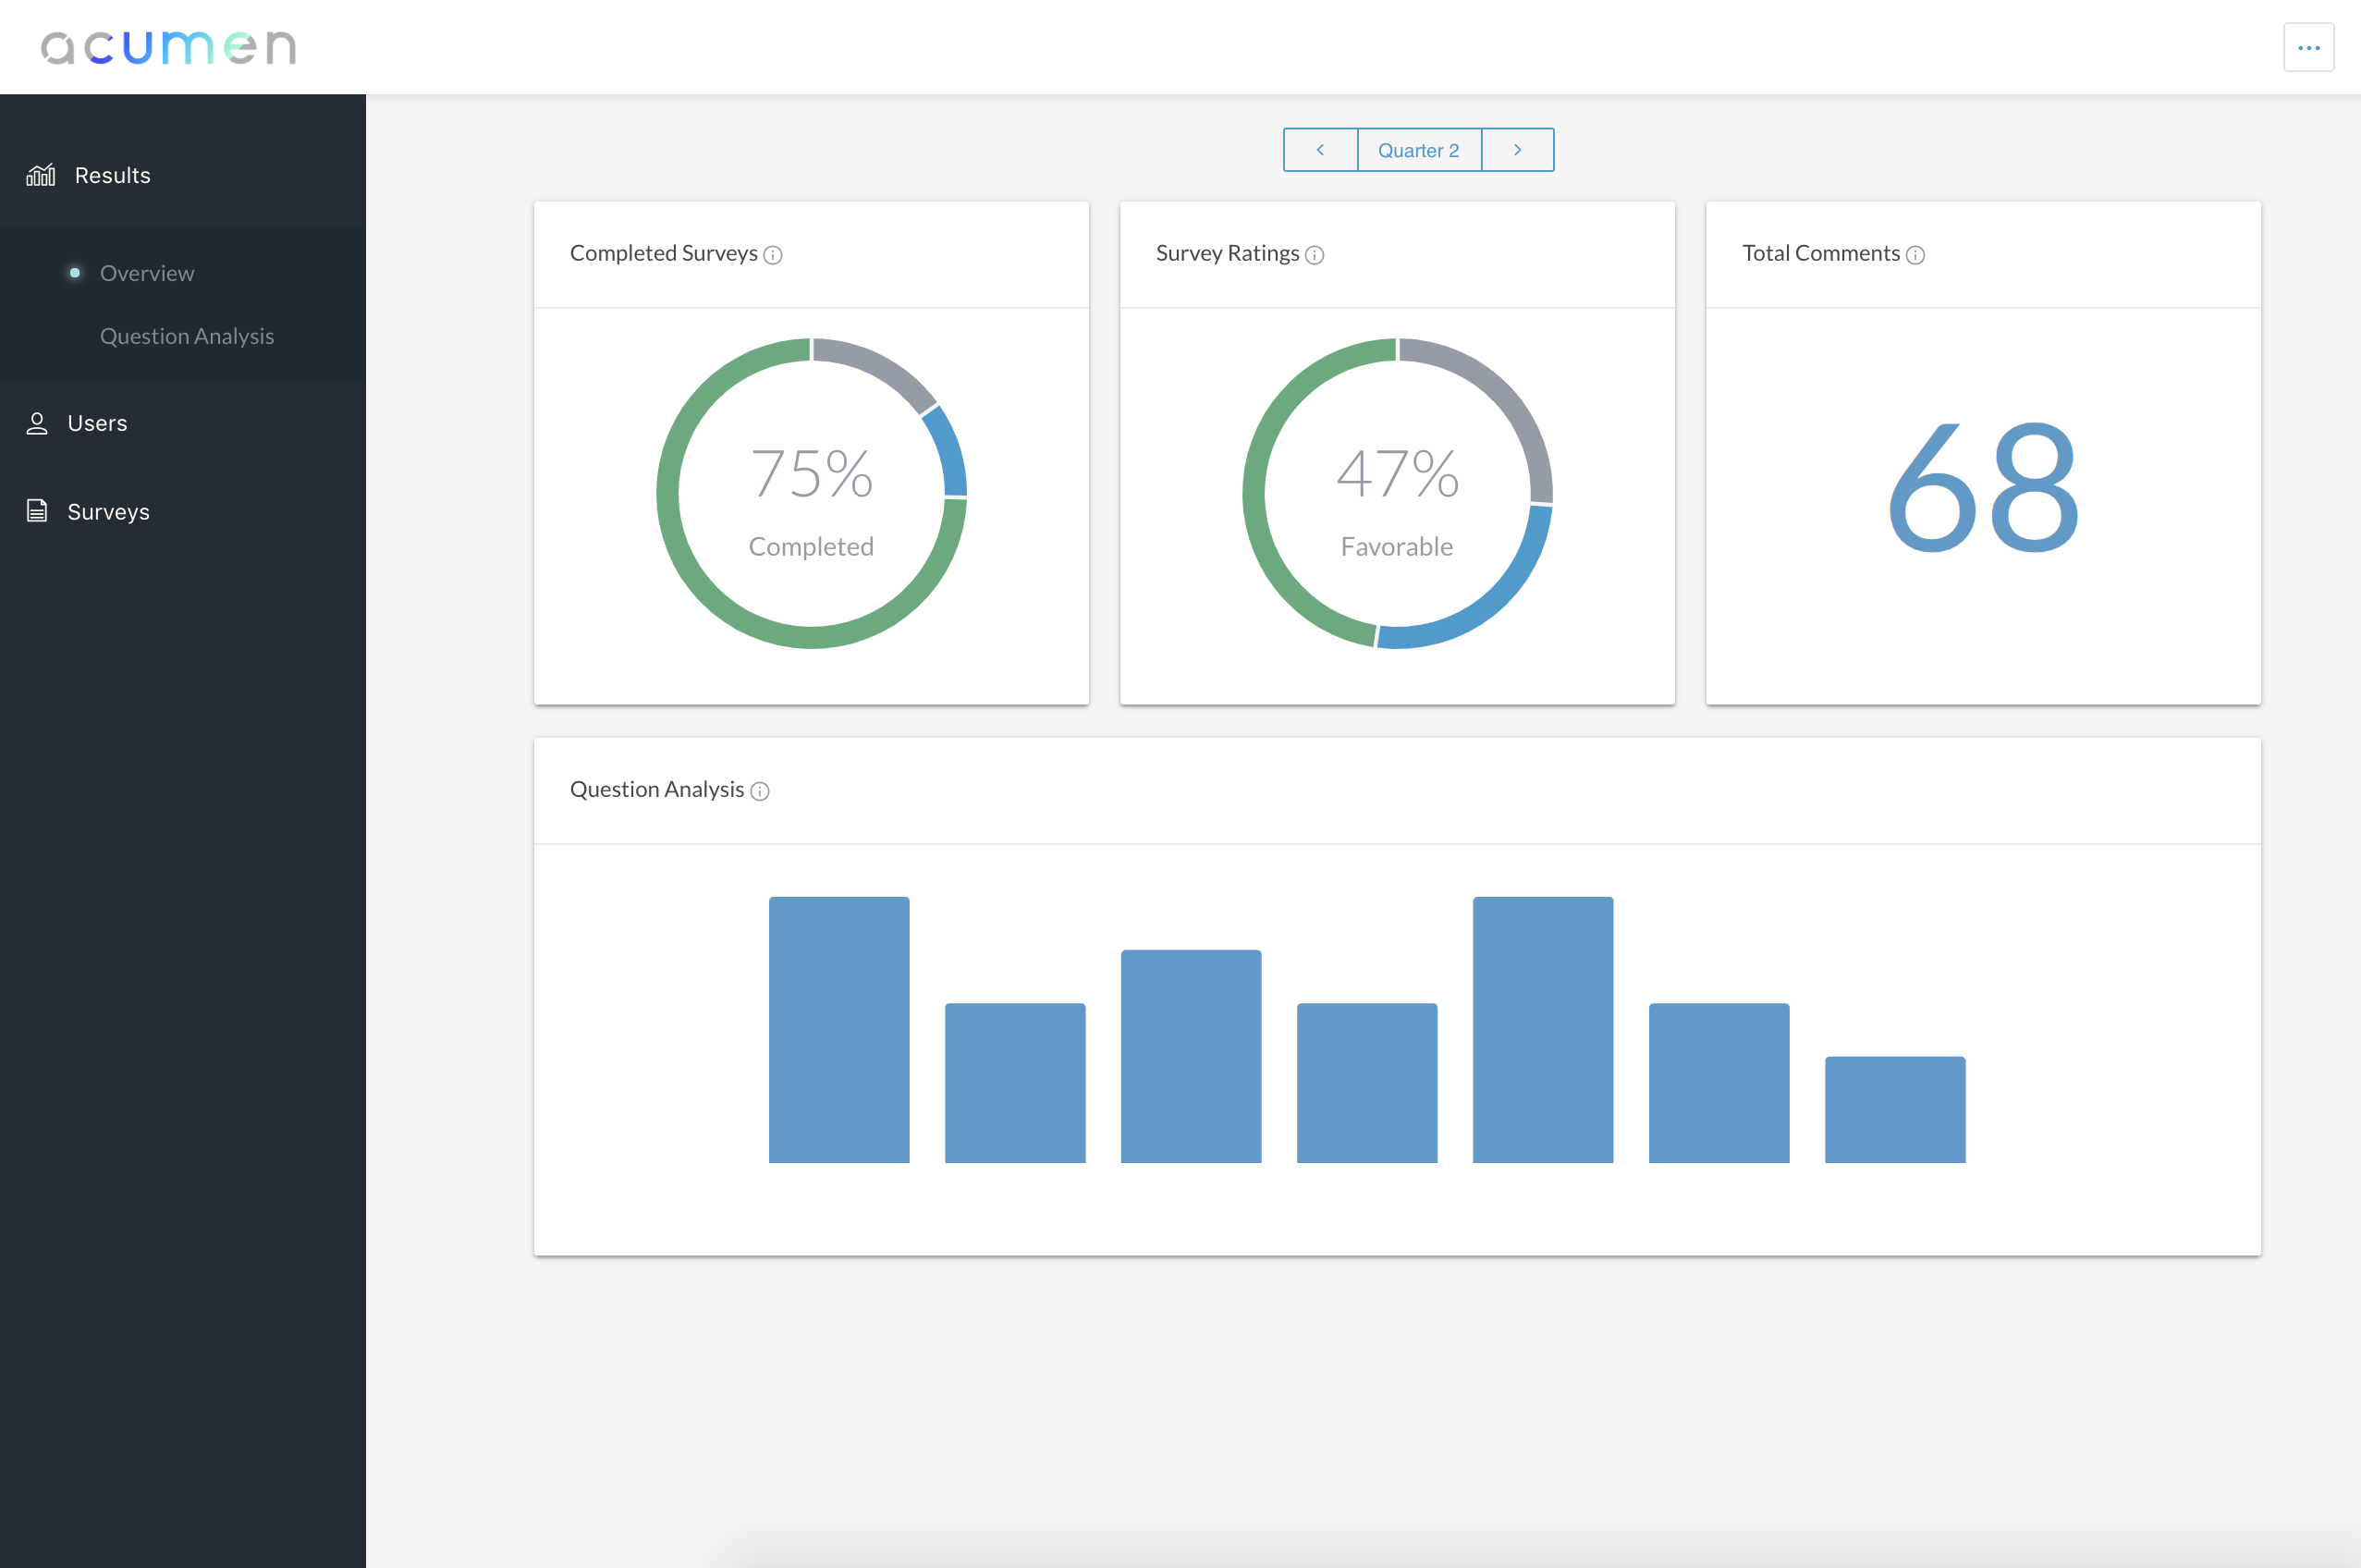 acumen
...
Results
Overview
Question Analysis
Users
Surveys
Quarter 2
Completed Surveys
75%
Completed
Survey Ratings
47%
Favorable
Total Comments
68
Question Analysis